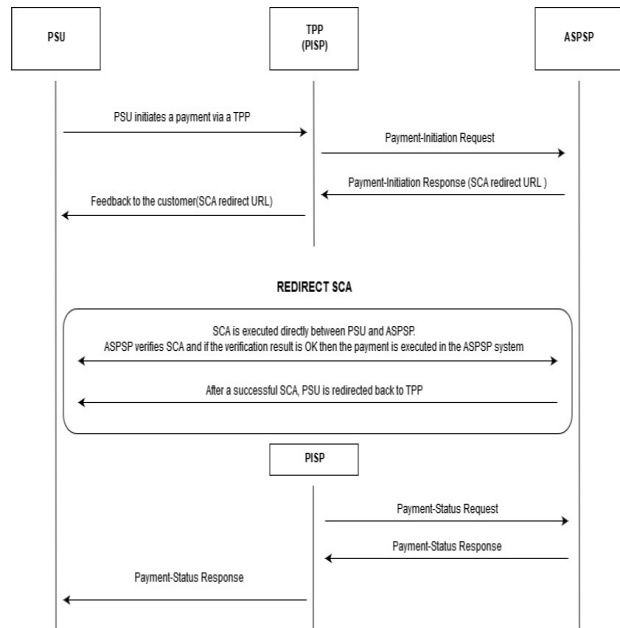 PSU
TPP
(PISP)
ASPSP
PSU initiates a payment via a TPP
Payment-Initiation Request
Payment-Initiation Response (SCA redirect URL )
Feedback to the customer(SCA redirect URL)
REDIRECT SCA
SCA is executed directly between PSU and ASPSP.
ASPSP verifies SCA and if the verification result is OK then the payment is executed in the ASPSP system
After a successful SCA, PSU is redirected back to TPP
PISP
Payment-Status Request
Payment-Status Response
Payment-Status Response